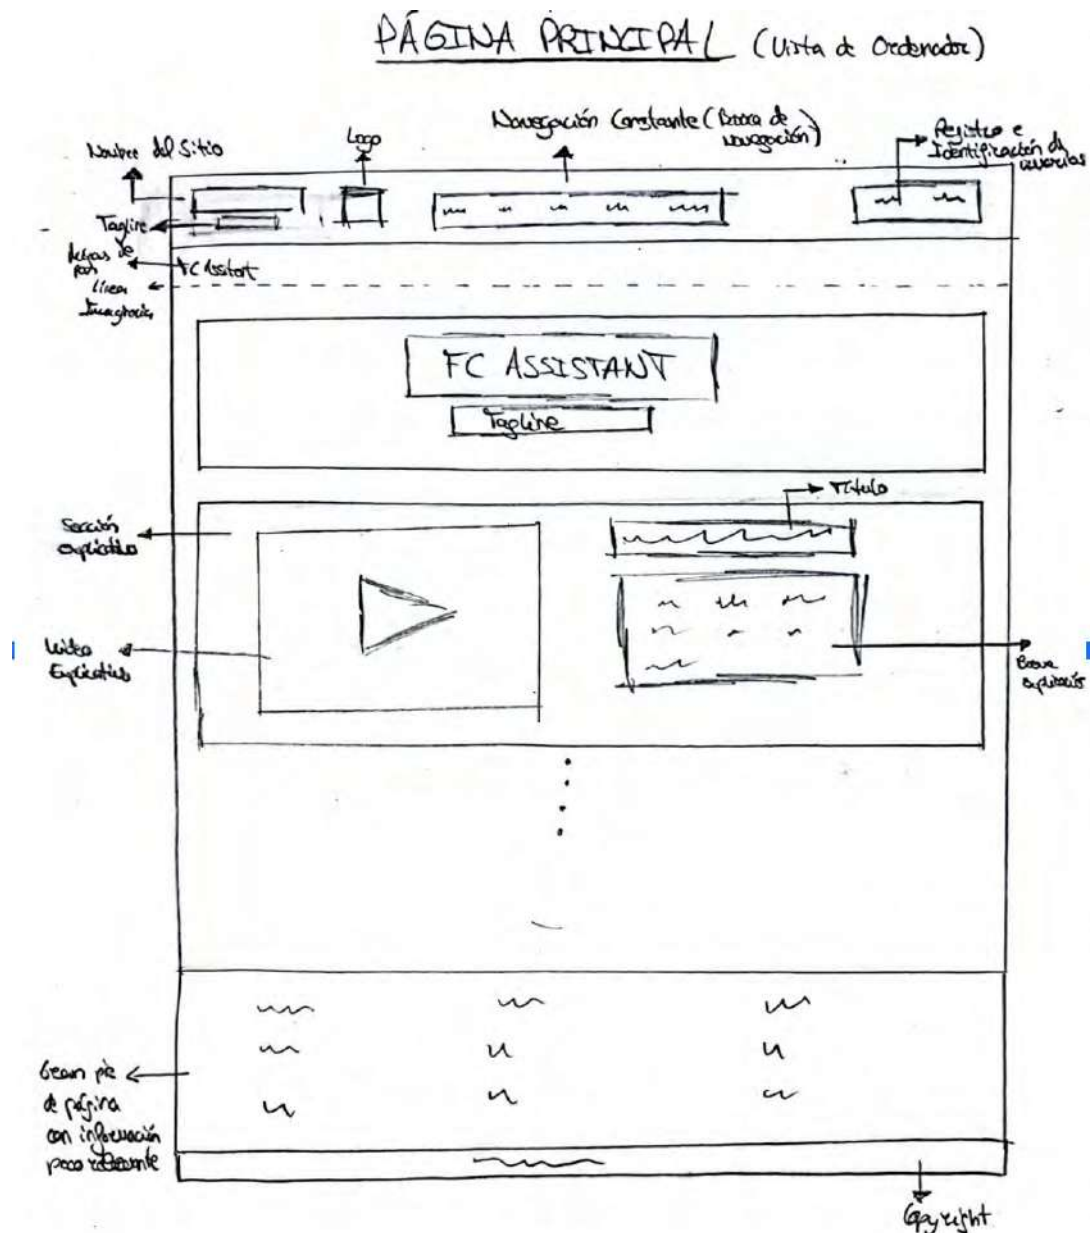 PÁGINA PRINCIPAL (Vista de Ordenador)
Navegación Constante (Barra de
navegación)
Logo
Registro e
Identificación de
usuarios
Nombre del Sitio
Tagline
Migas de
pan
FC Assitant
línea
Imaginaria
FC ASSISTANT
Tagline
Título
Sección
explicativa
Video
Explicativo
Breve
explicación
Gran pie
de página
con información
poco relevante
Copyright